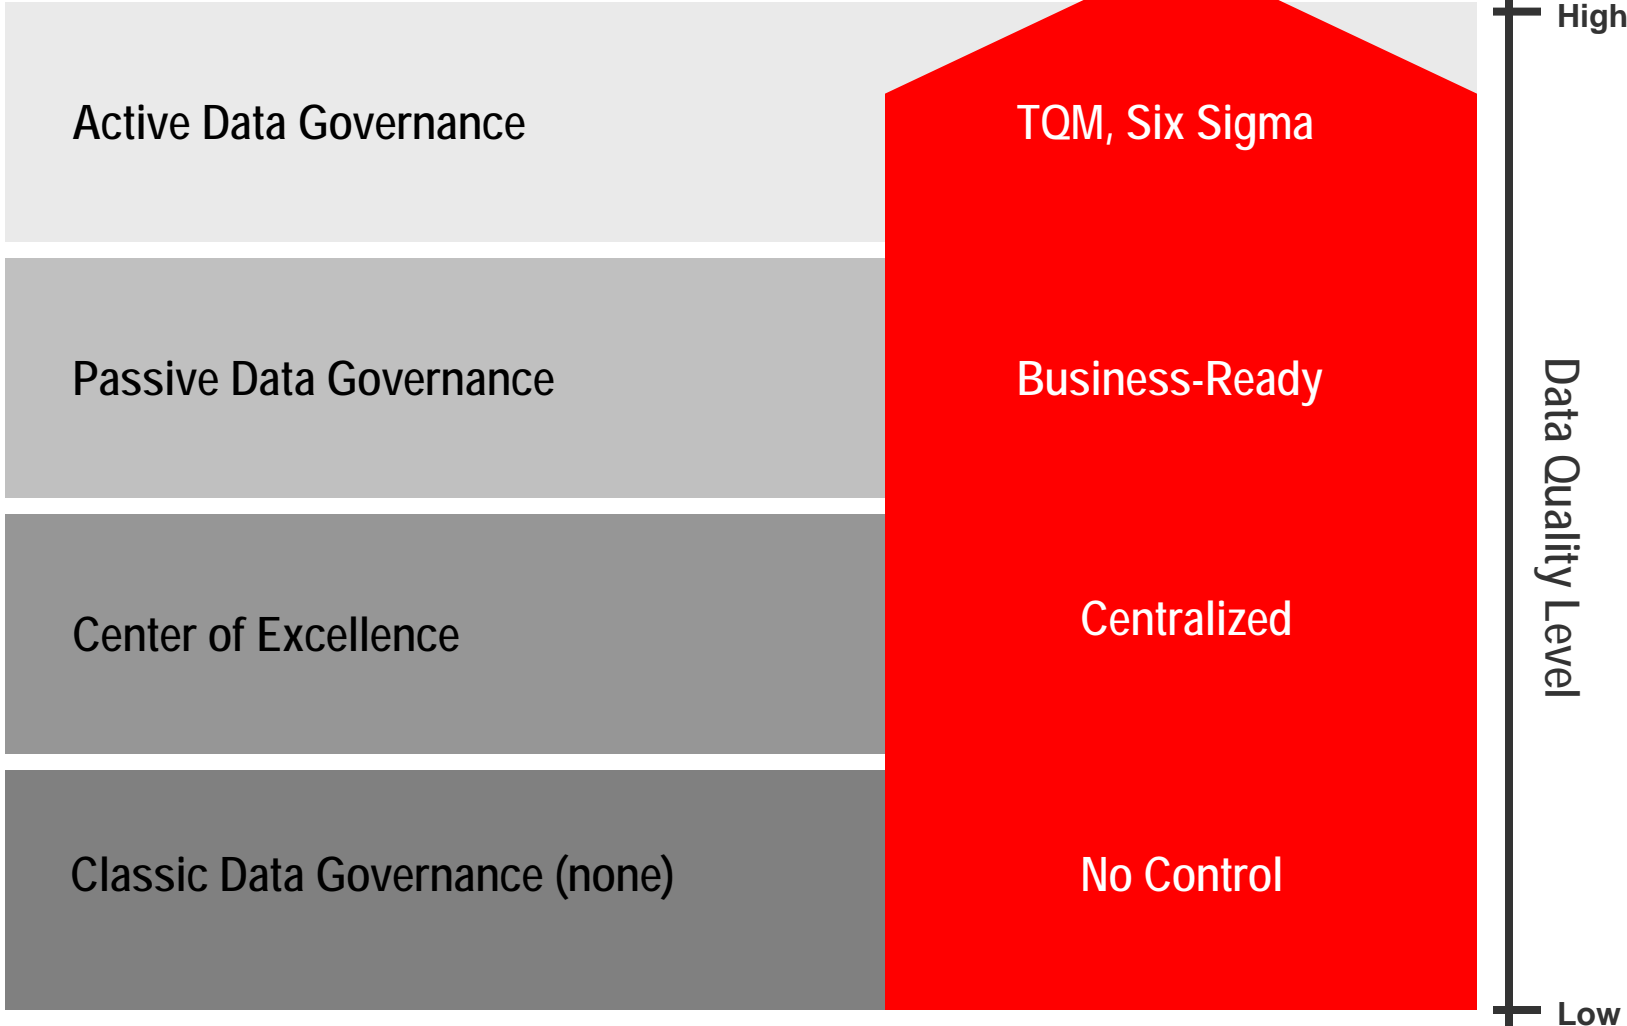 High
Active Data Governance
TQM, Six Sigma
Passive Data Governance
Business-Ready
Data Quality Level
Center of Excellence
Centralized
Classic Data Governance (none)
No Control
Low